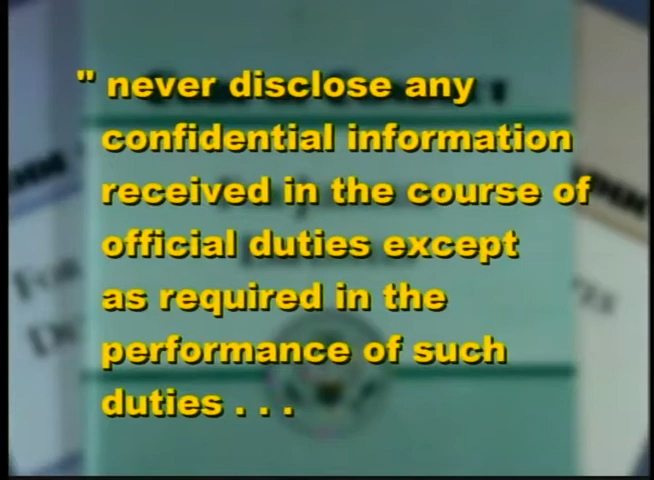 " never disclose any
confidential information
received in the course of
official duties except
as required in the
performance of such
duties . . .